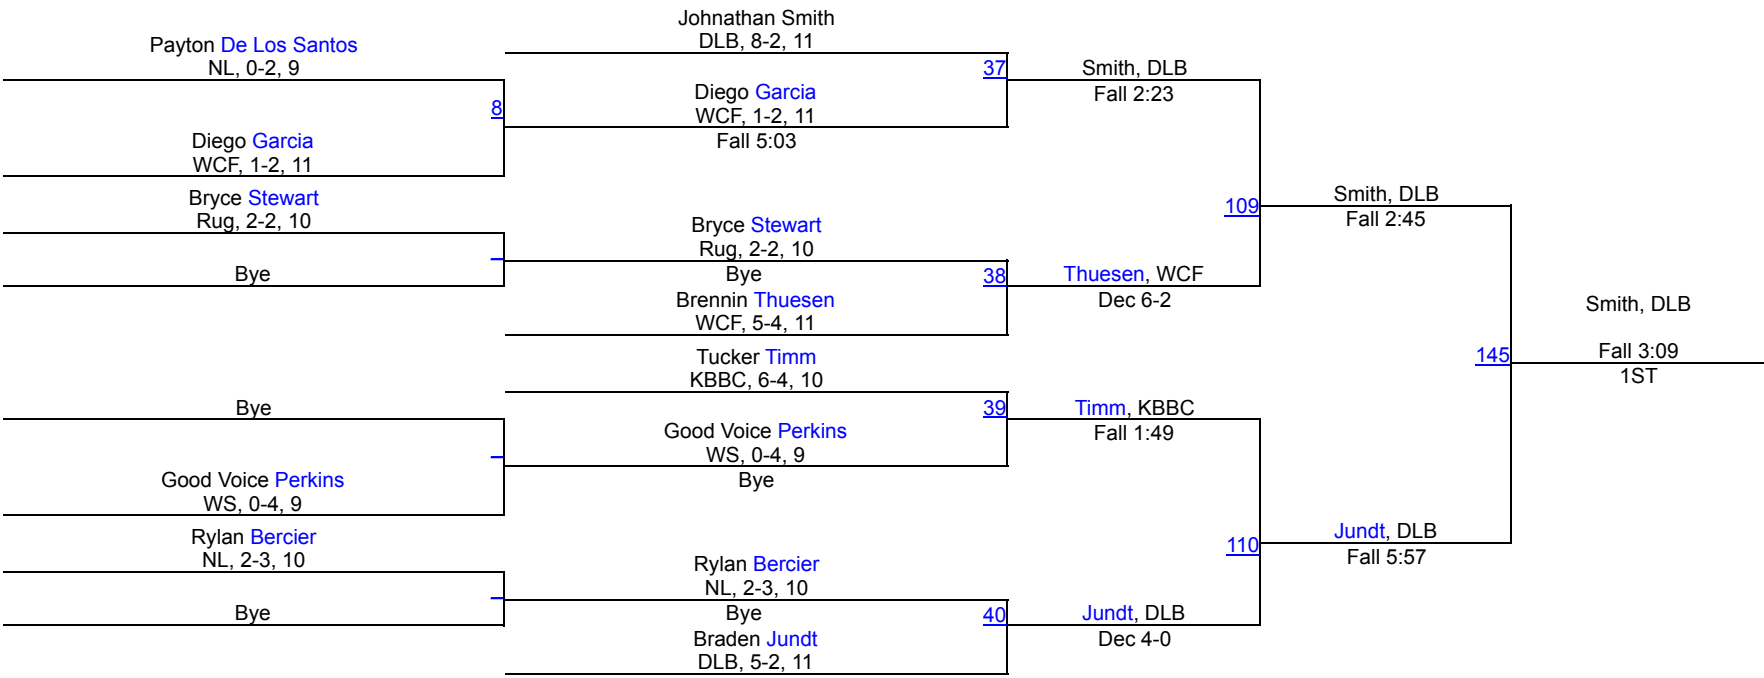 Payton De Los Santos
NL, 0-2, 9
8
Diego Garcia
WCF, 1-2, 11
Bryce Stewart
Rug, 2-2, 10
Bye
Bye
Good Voice Perkins
WS, 0-4, 9
Rylan Bercier
NL, 2-3, 10
Bye
Johnathan Smith
DLB, 8-2, 11
37
Diego Garcia
WCF, 1-2, 11
Fall 5:03
Bryce Stewart
Rug, 2-2, 10
Bye
38
Brennin Thuesen
WCF, 5-4, 11
Tucker Timm
KBBC, 6-4, 10
39
Good Voice Perkins
WS, 0-4, 9
Bye
Rylan Bercier
NL, 2-3, 10
Bye
40
Braden Jundt
DLB, 5-2, 11
Smith, DLB
Fall 2:23
109
Thuesen, WCF
Dec 6-2
Timm, KBBC
Fall 1:49
110
Jundt, DLB
Dec 4-0
Smith, DLB
Fall 2:45
145
Jundt, DLB
Fall 5:57
Smith, DLB
Fall 3:09
1ST